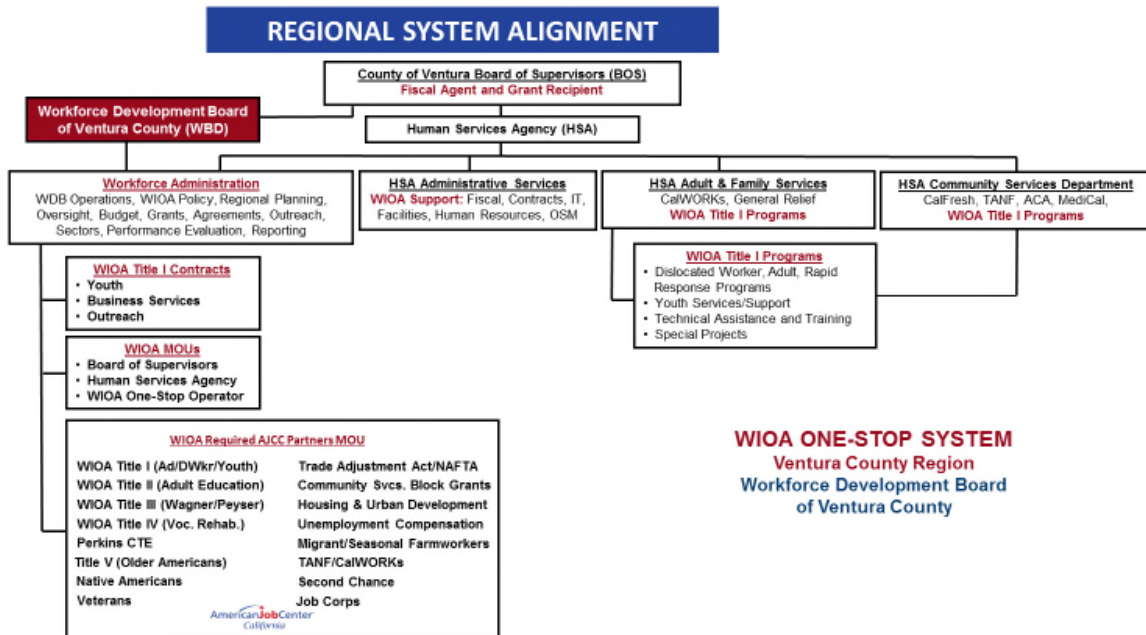 REGIONAL SYSTEM ALIGNMENT
County of Ventura Board of Supervisors (BOS)
Fiscal Agent and Grant Recipient
Workforce Development Board
of Ventura County (WBD)
Human Services Agency (HSA)
Workforce Administration
WDB Operations, WIOA Policy, Regional Planning,
Oversight, Budget, Grants, Agreements, Outreach,
Sectors, Performance Evaluation, Reporting
HSA Administrative Services
WIOA Support: Fiscal, Contracts, IT,
Facilities, Human Resources, OSM
HSA Adult & Family Services
CalWORKs, General Relief
WIOA Title I Programs
HSA Community Services Department
CalFresh, TANF, ACA, MediCal,
WIOA Title I Programs
WIOA Title I Contracts
• Youth
• Business Services
• Outreach
WIOA Title I Programs
• Dislocated Worker, Adult, Rapid
Response Programs
• Youth Services/Support
• Technical Assistance and Training
• Special Projects
WIOA MOUs
• Board of Supervisors
• Human Services Agency
• WIOA One-Stop Operator
WIOA Required AJCC Partners MOU
WIOA Title I (Ad/DWkr/Youth)
WIOA Title II (Adult Education)
WIOA Title III (Wagner/Peyser)
WIOA Title IV (Voc. Rehab.)
Perkins CTE
Title V (Older Americans)
Native Americans
Veterans
Trade Adjustment Act/NAFTA
Community Svcs. Block Grants
Housing & Urban Development
Unemployment Compensation
Migrant/Seasonal Farmworkers
TANF/CalWORKs
Second Chance
Job Corps
AmericanJobCenter
California
WIOA ONE-STOP SYSTEM
Ventura County Region
Workforce Development Board
of Ventura County